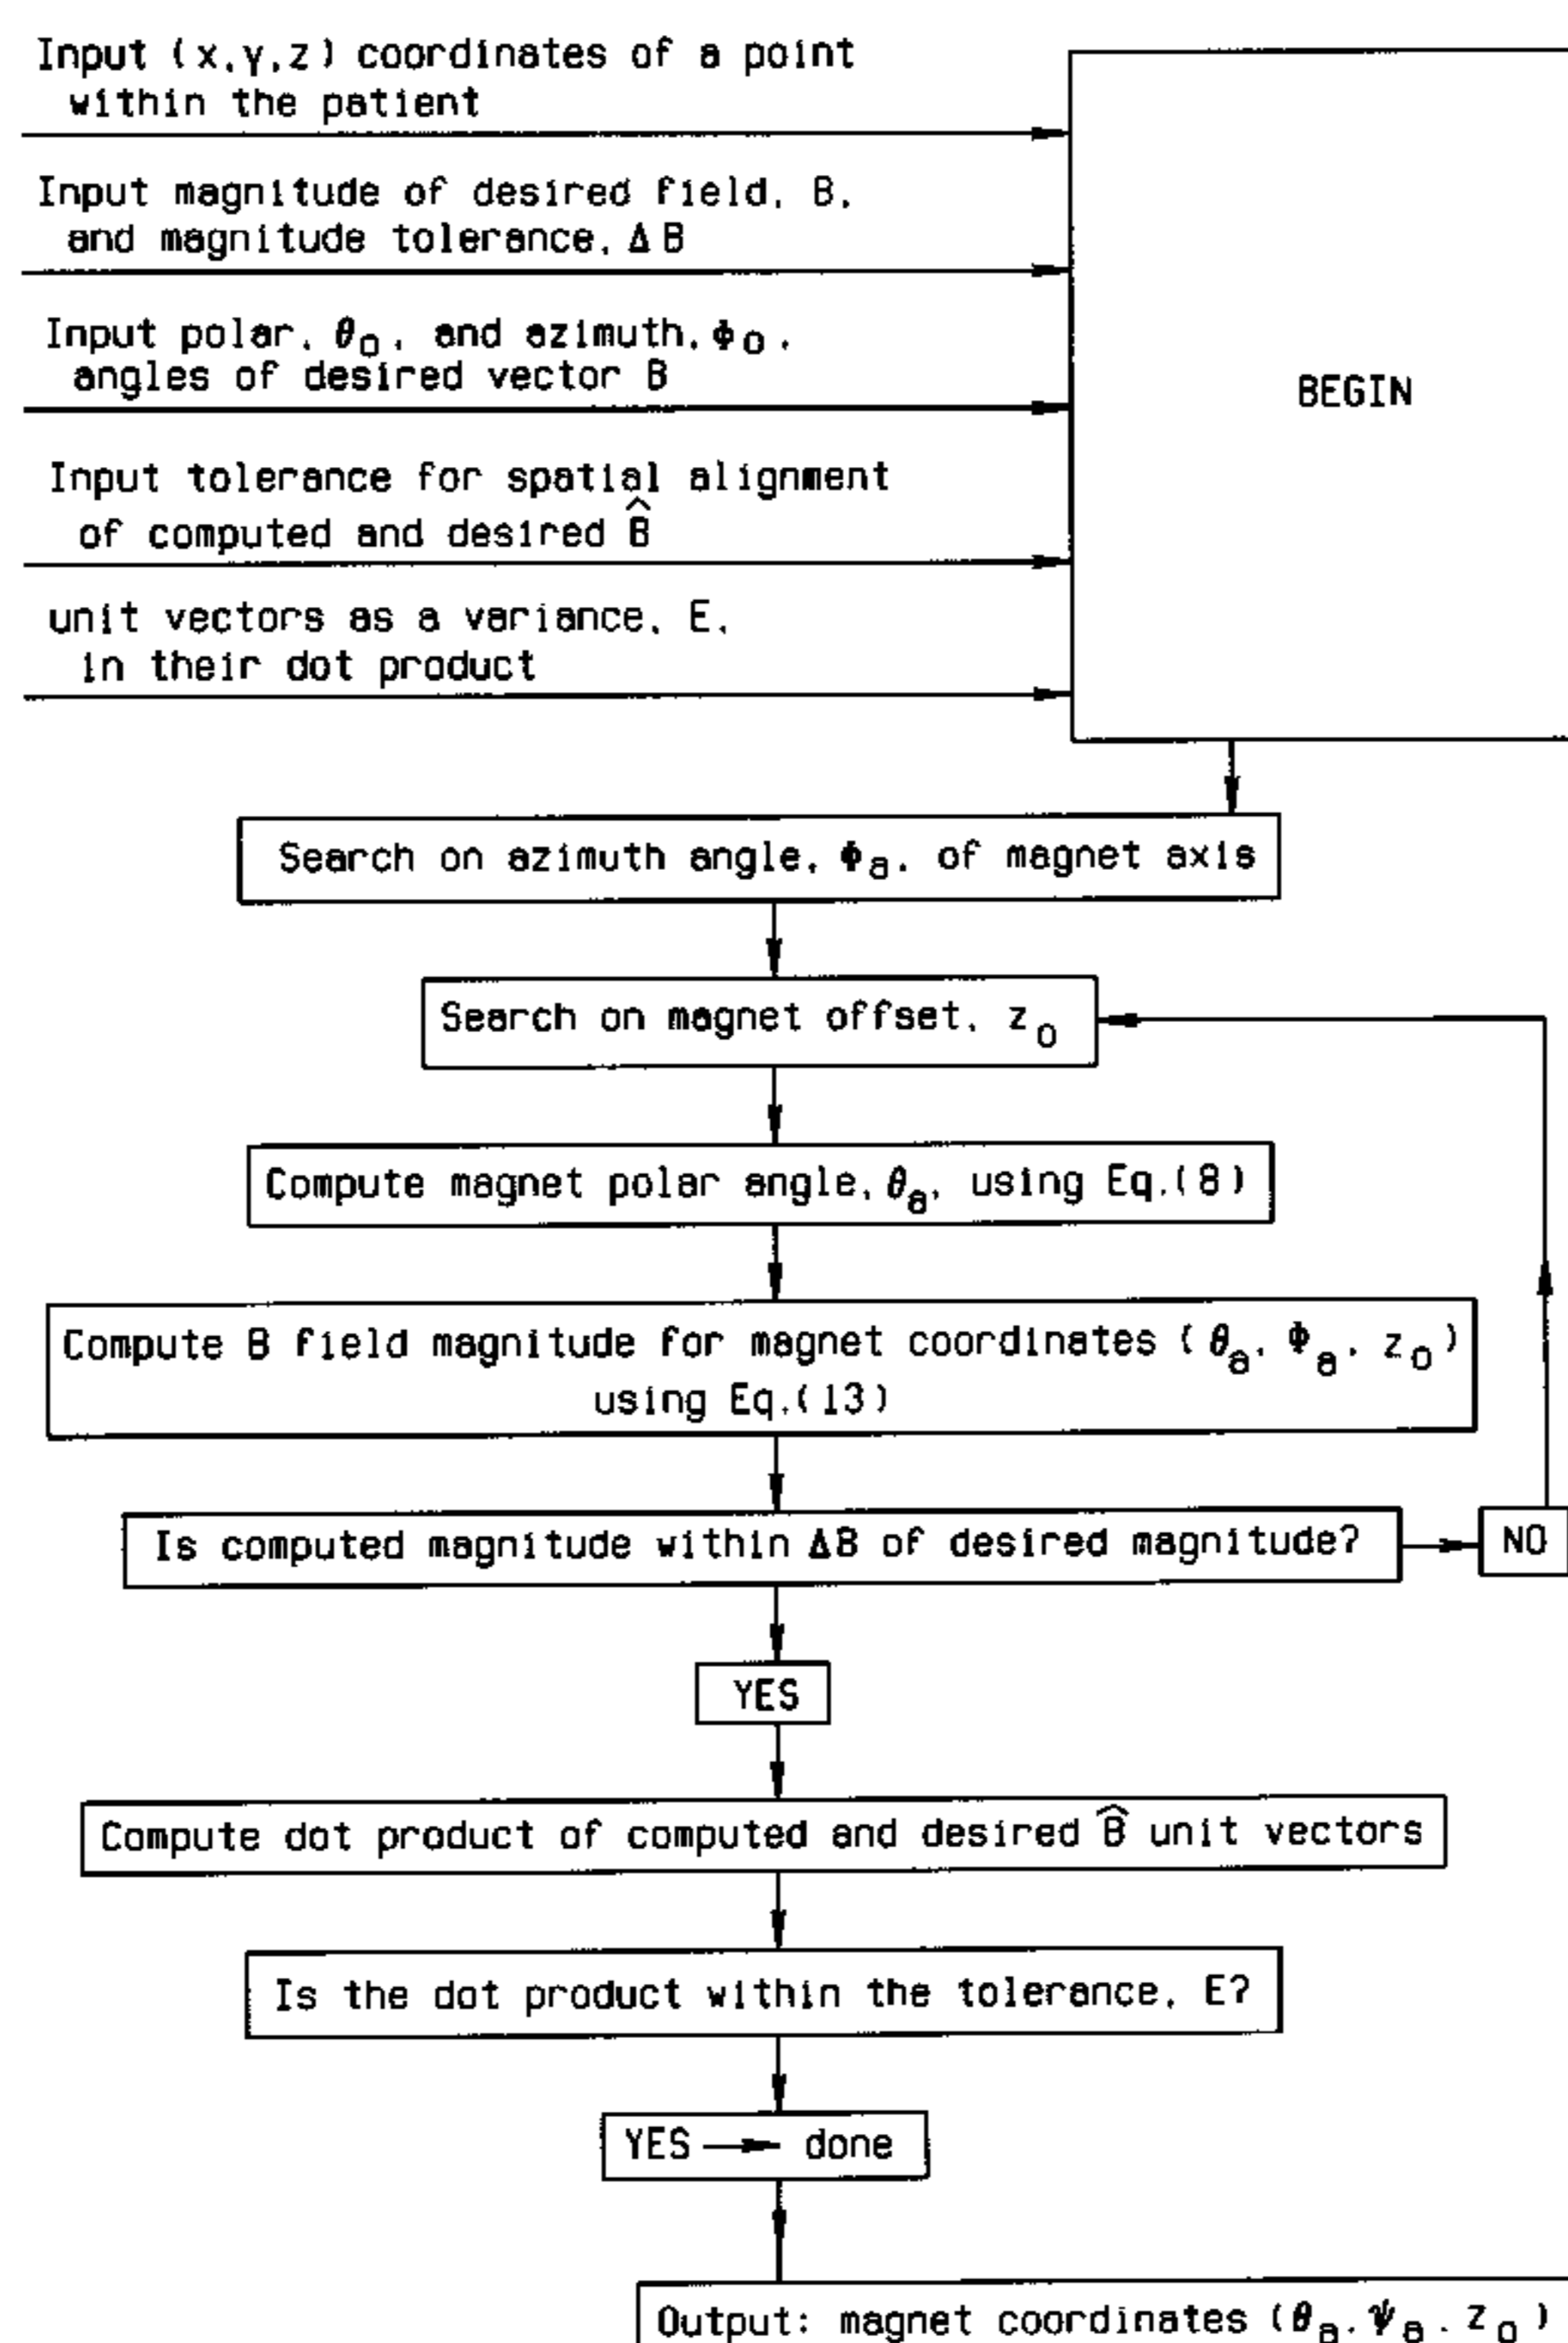 Input (x,y,z) coordinates of a point
within the patient
Input magnitude of desired field, B,
and magnitude tolerance, ΔB
Input polar, θ₀, and azimuth, Φ₀,
angles of desired vector B
Input tolerance for spatial alignment
of computed and desired B̂
unit vectors as a variance, E,
in their dot product
BEGIN
Search on azimuth angle, Φₐ, of magnet axis
Search on magnet offset, z₀
Compute magnet polar angle, θₐ, using Eq.(8)
Compute B field magnitude for magnet coordinates (θₐ, Φₐ, z₀)
using Eq.(13)
Is computed magnitude within ΔB of desired magnitude?
NO
YES
Compute dot product of computed and desired B̂ unit vectors
Is the dot product within the tolerance, E?
YES → done
Output: magnet coordinates (θₐ, Ψₐ, z₀)